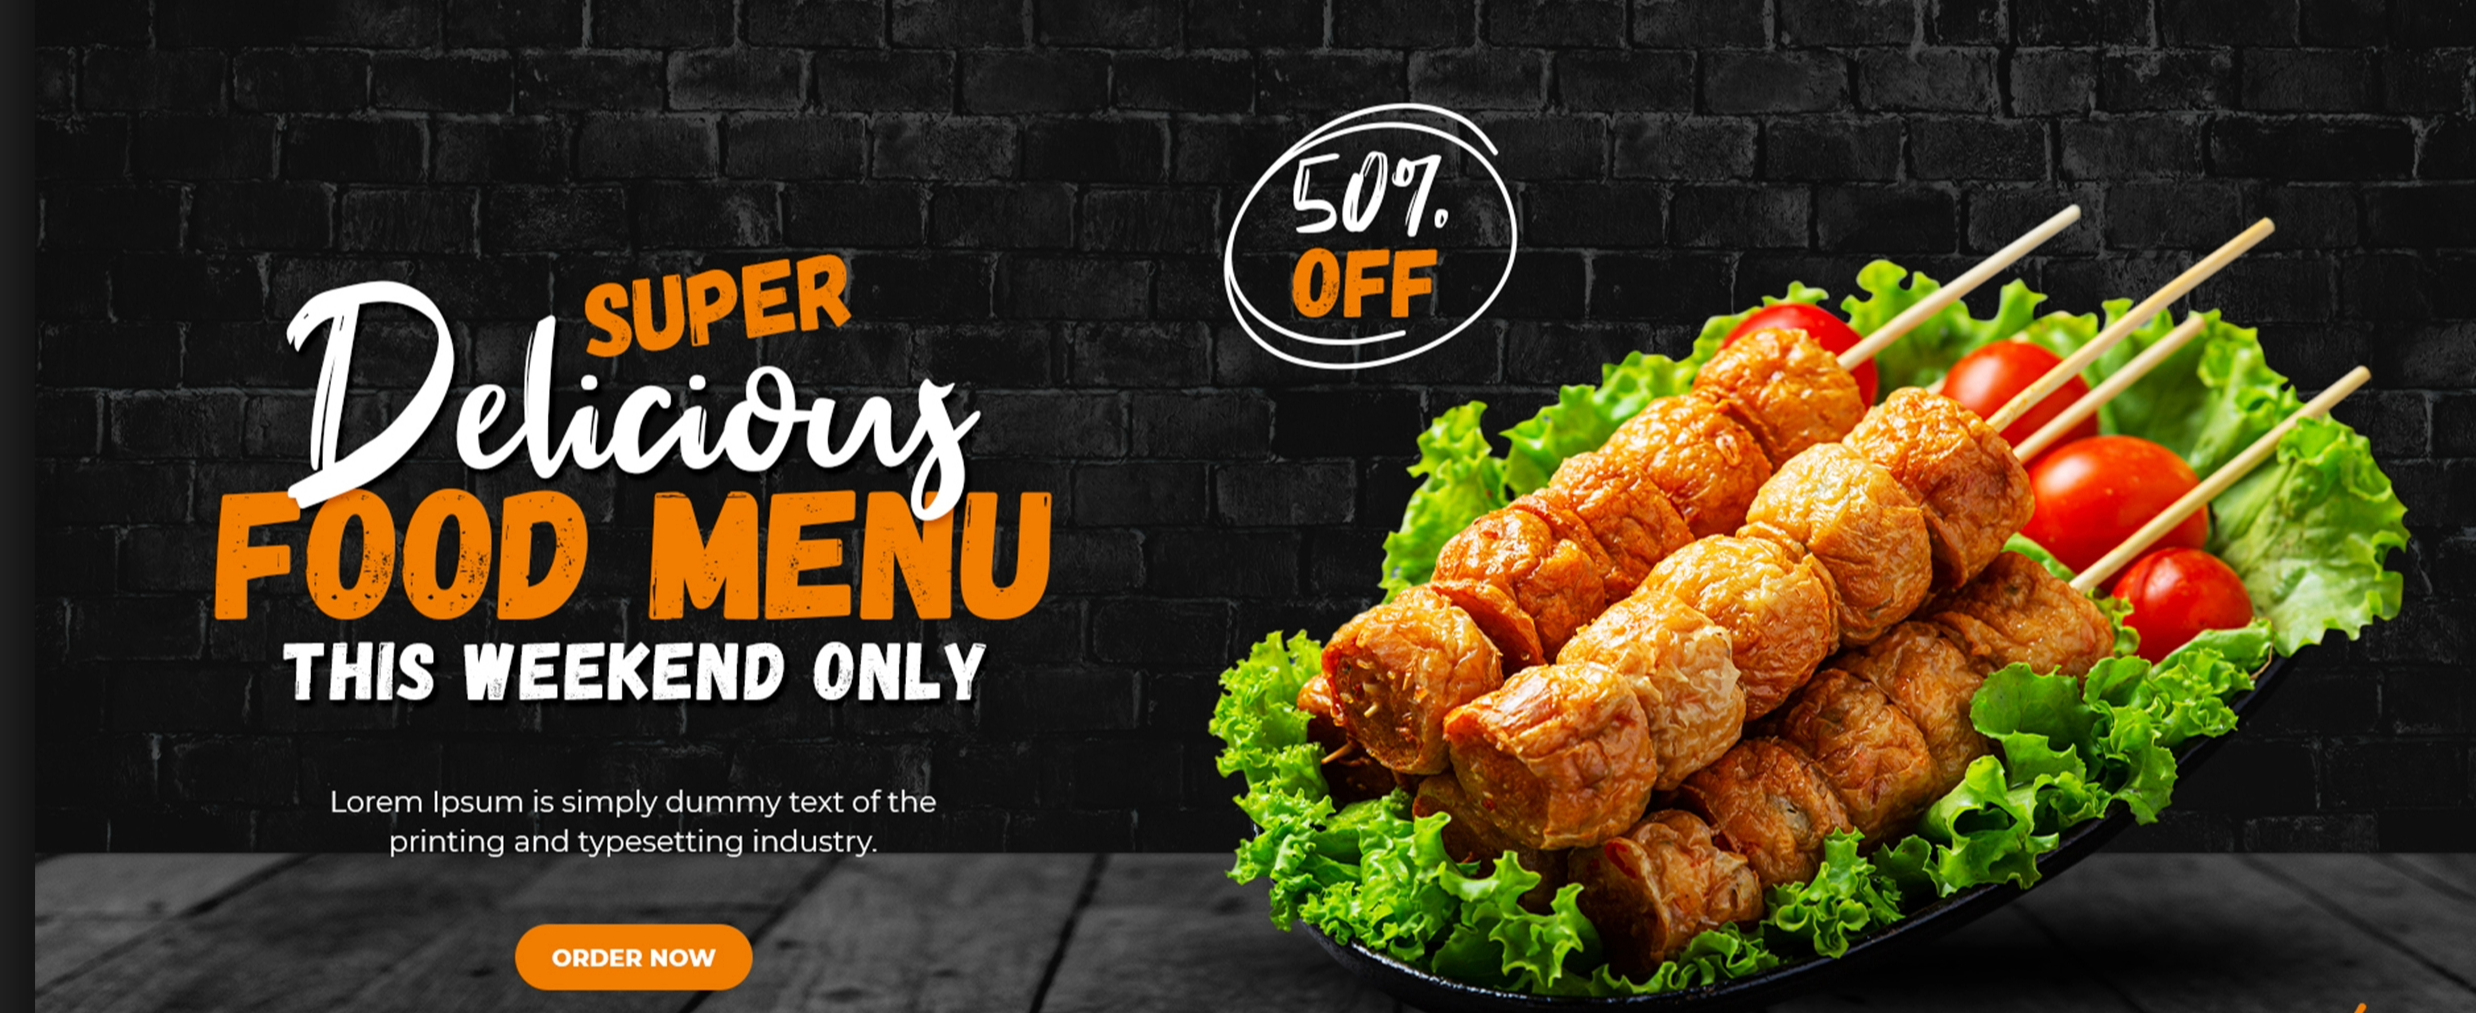 SUPER
Delicious
FOOD MENU
THIS WEEKEND ONLY
Lorem Ipsum is simply dummy text of the
printing and typesetting industry.
ORDER NOW
50%
OFF